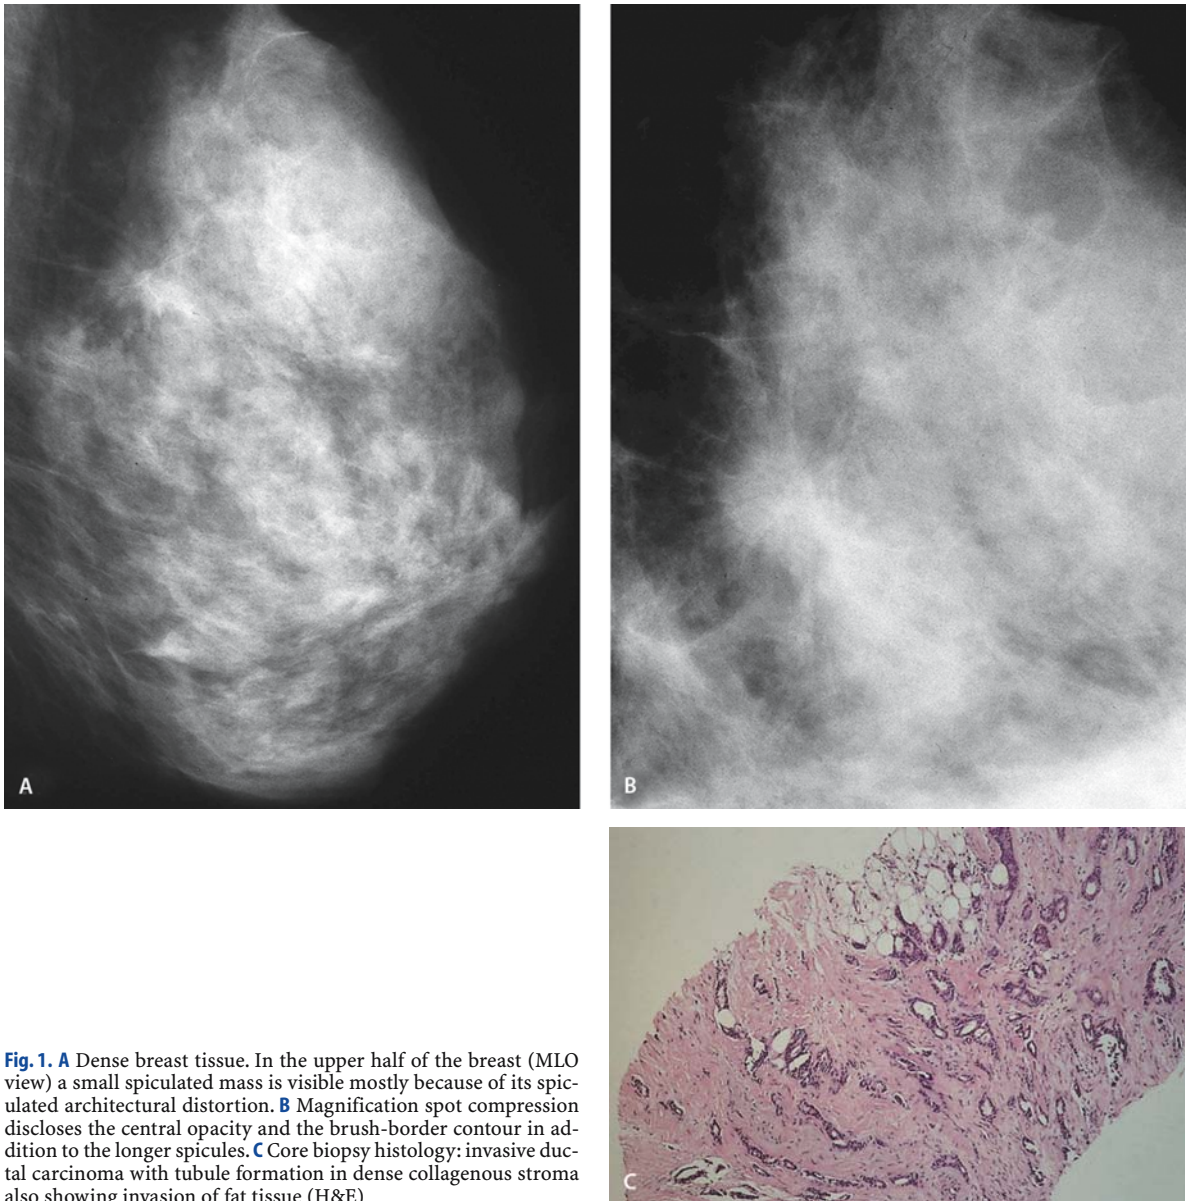 A
B
C
Fig. 1. A Dense breast tissue. In the upper half of the breast (MLO
view) a small spiculated mass is visible mostly because of its spic-
ulated architectural distortion. B Magnification spot compression
discloses the central opacity and the brush-border contour in ad-
dition to the longer spicules. C Core biopsy histology: invasive duc-
tal carcinoma with tubule formation in dense collagenous stroma
also showing invasion of fat tissue (H&E)